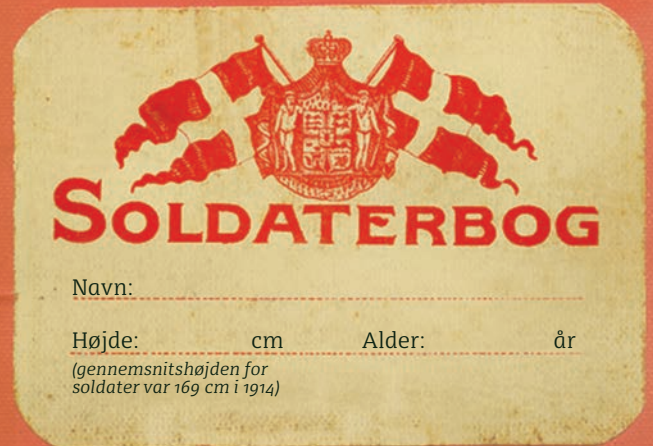 SOLDATERBOG
Navn:
Højde: cm Alder: år
(gennemsnitshøjden for
soldater var 169 cm i 1914)